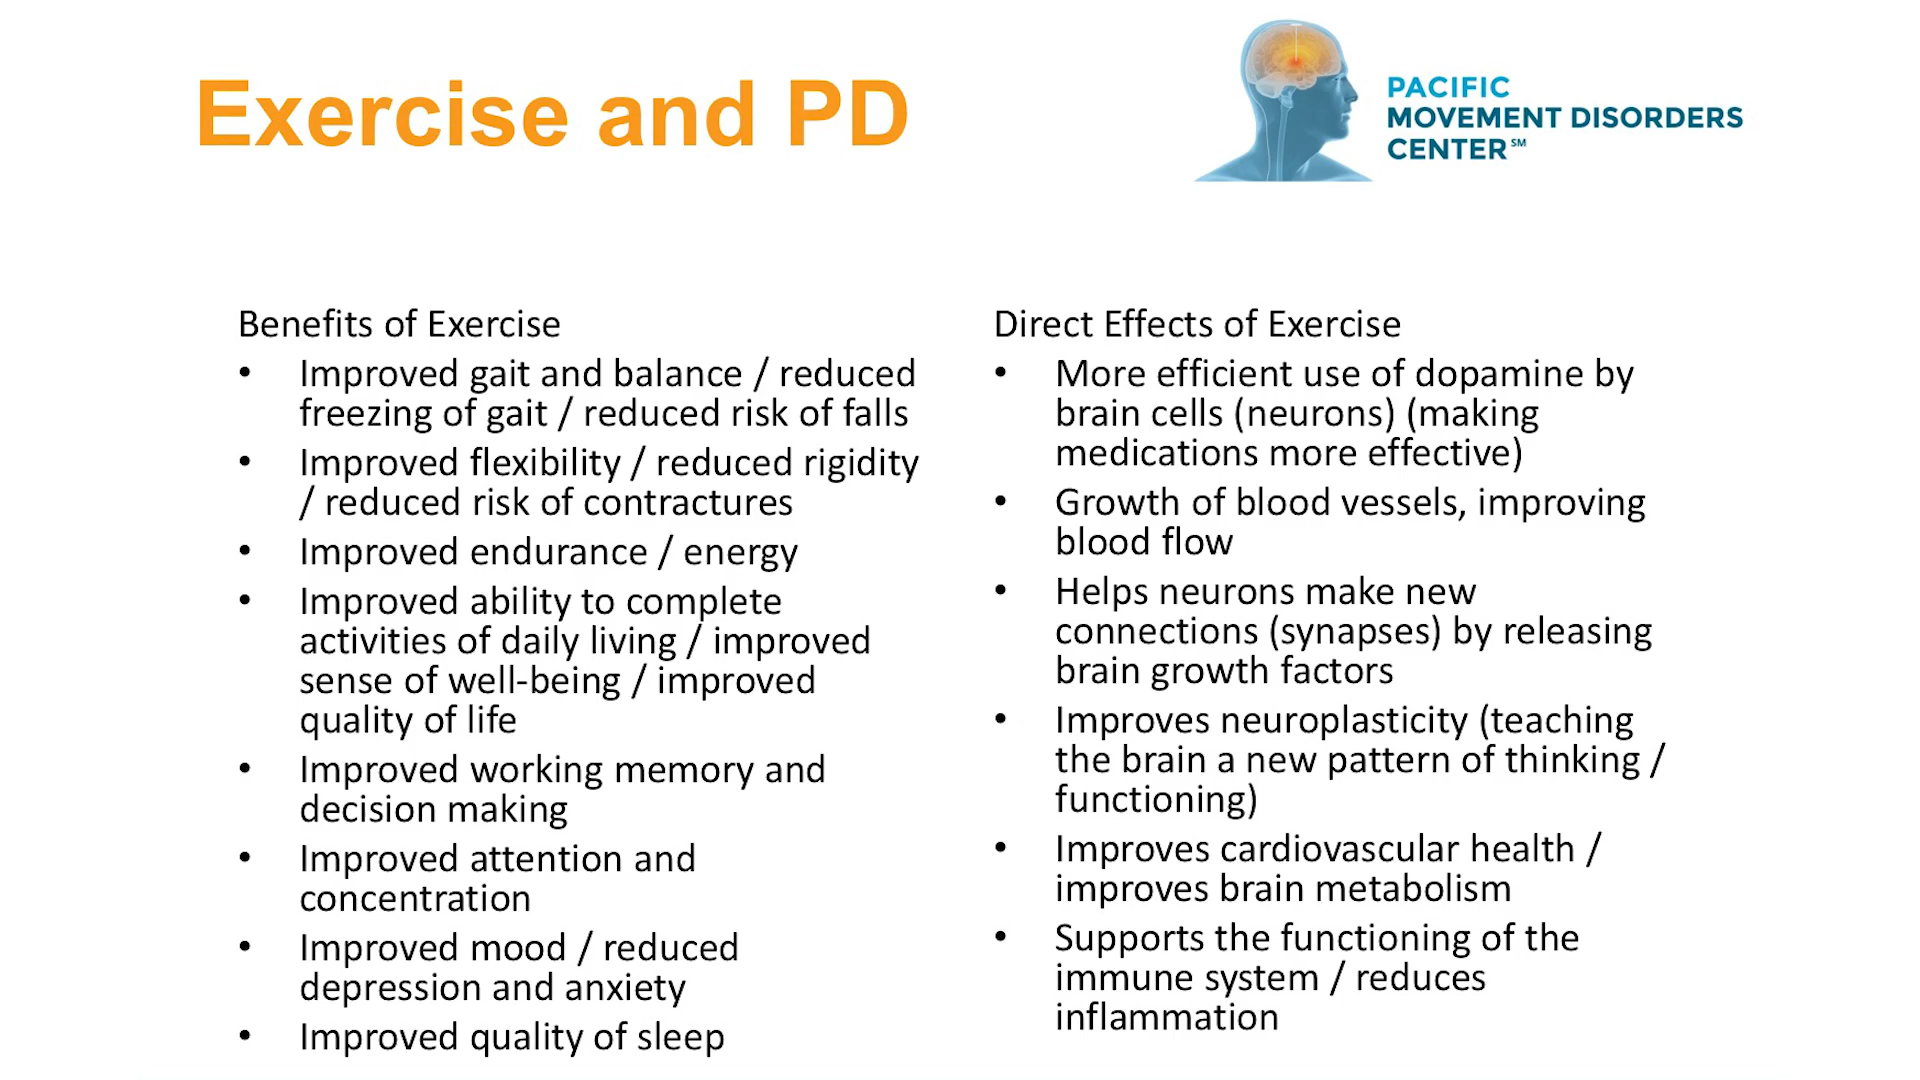 Exercise and PD
PACIFIC
MOVEMENT DISORDERS
CENTER℠
Benefits of Exercise
• Improved gait and balance / reduced
freezing of gait / reduced risk of falls
• Improved flexibility / reduced rigidity
/ reduced risk of contractures
• Improved endurance / energy
• Improved ability to complete
activities of daily living / improved
sense of well-being / improved
quality of life
• Improved working memory and
decision making
• Improved attention and
concentration
• Improved mood / reduced
depression and anxiety
• Improved quality of sleep
Direct Effects of Exercise
• More efficient use of dopamine by
brain cells (neurons) (making
medications more effective)
• Growth of blood vessels, improving
blood flow
• Helps neurons make new
connections (synapses) by releasing
brain growth factors
• Improves neuroplasticity (teaching
the brain a new pattern of thinking /
functioning)
• Improves cardiovascular health /
improves brain metabolism
• Supports the functioning of the
immune system / reduces
inflammation